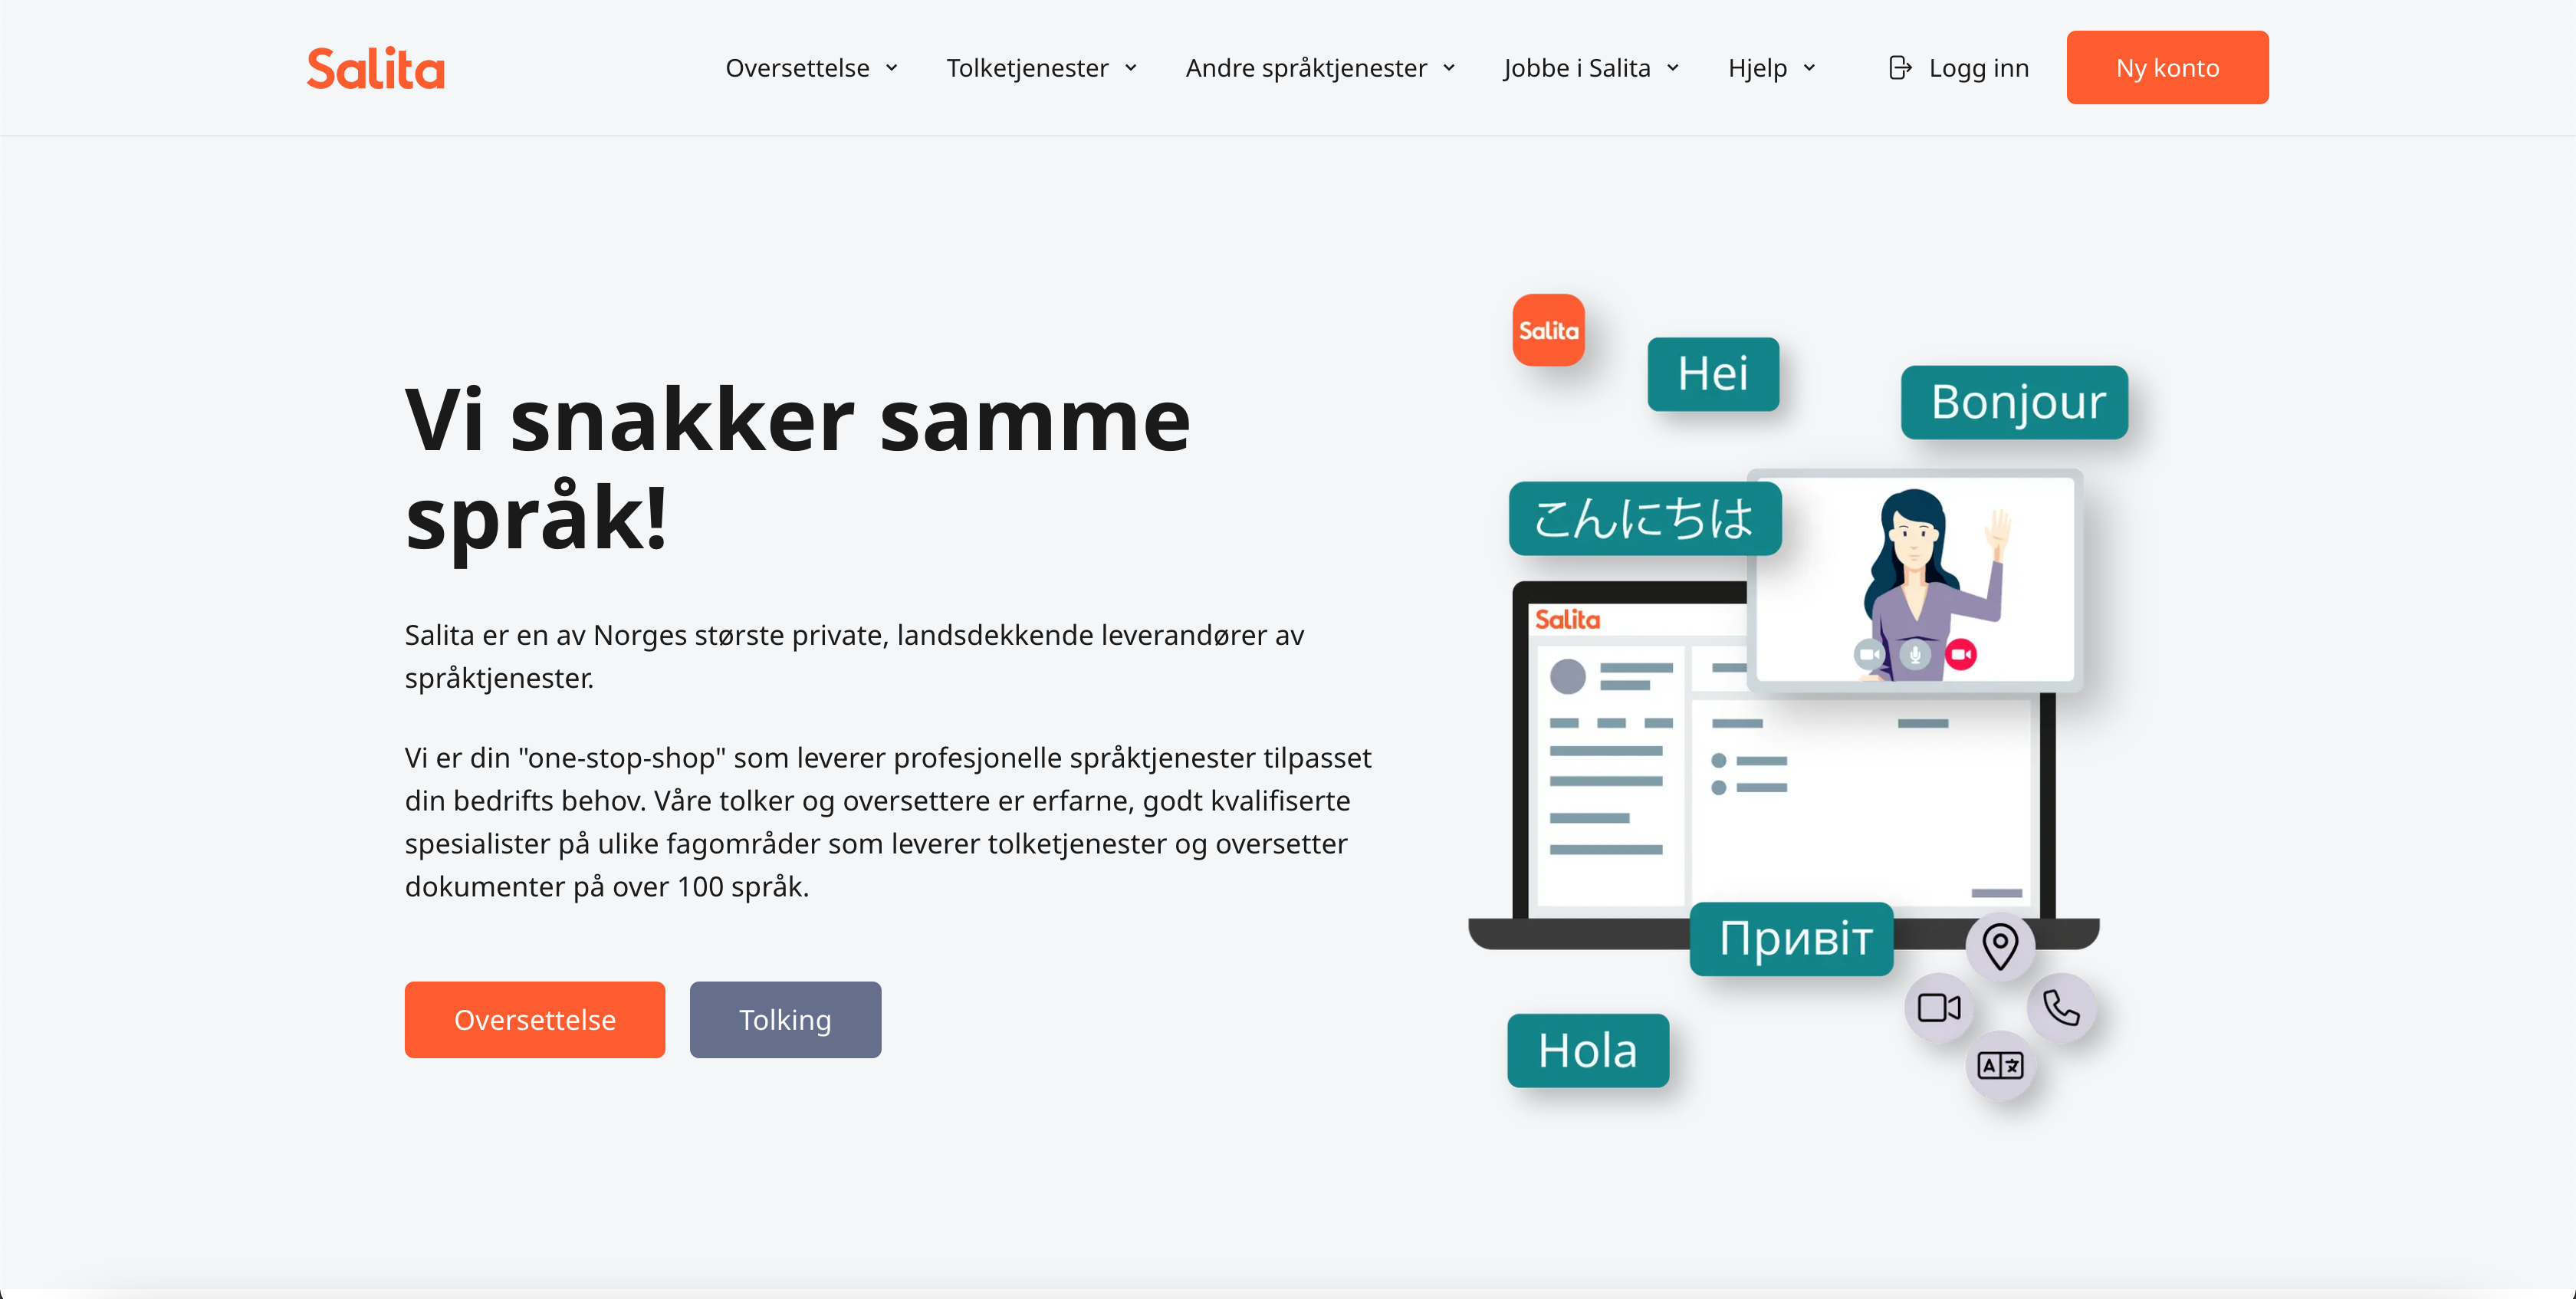 Salita
Oversettelse
Tolketjenester
Andre språktjenester
Jobbe i Salita
Hjelp
Logg inn
Ny konto
Vi snakker samme
språk!
Salita er en av Norges største private, landsdekkende leverandører av
språktjenester.
Vi er din "one-stop-shop" som leverer profesjonelle språktjenester tilpasset
din bedrifts behov. Våre tolker og oversettere er erfarne, godt kvalifiserte
spesialister på ulike fagområder som leverer tolketjenester og oversetter
dokumenter på over 100 språk.
Oversettelse
Tolking
Salita
Hei
Bonjour
こんにちは
Salita
Привіт
Hola
A 文